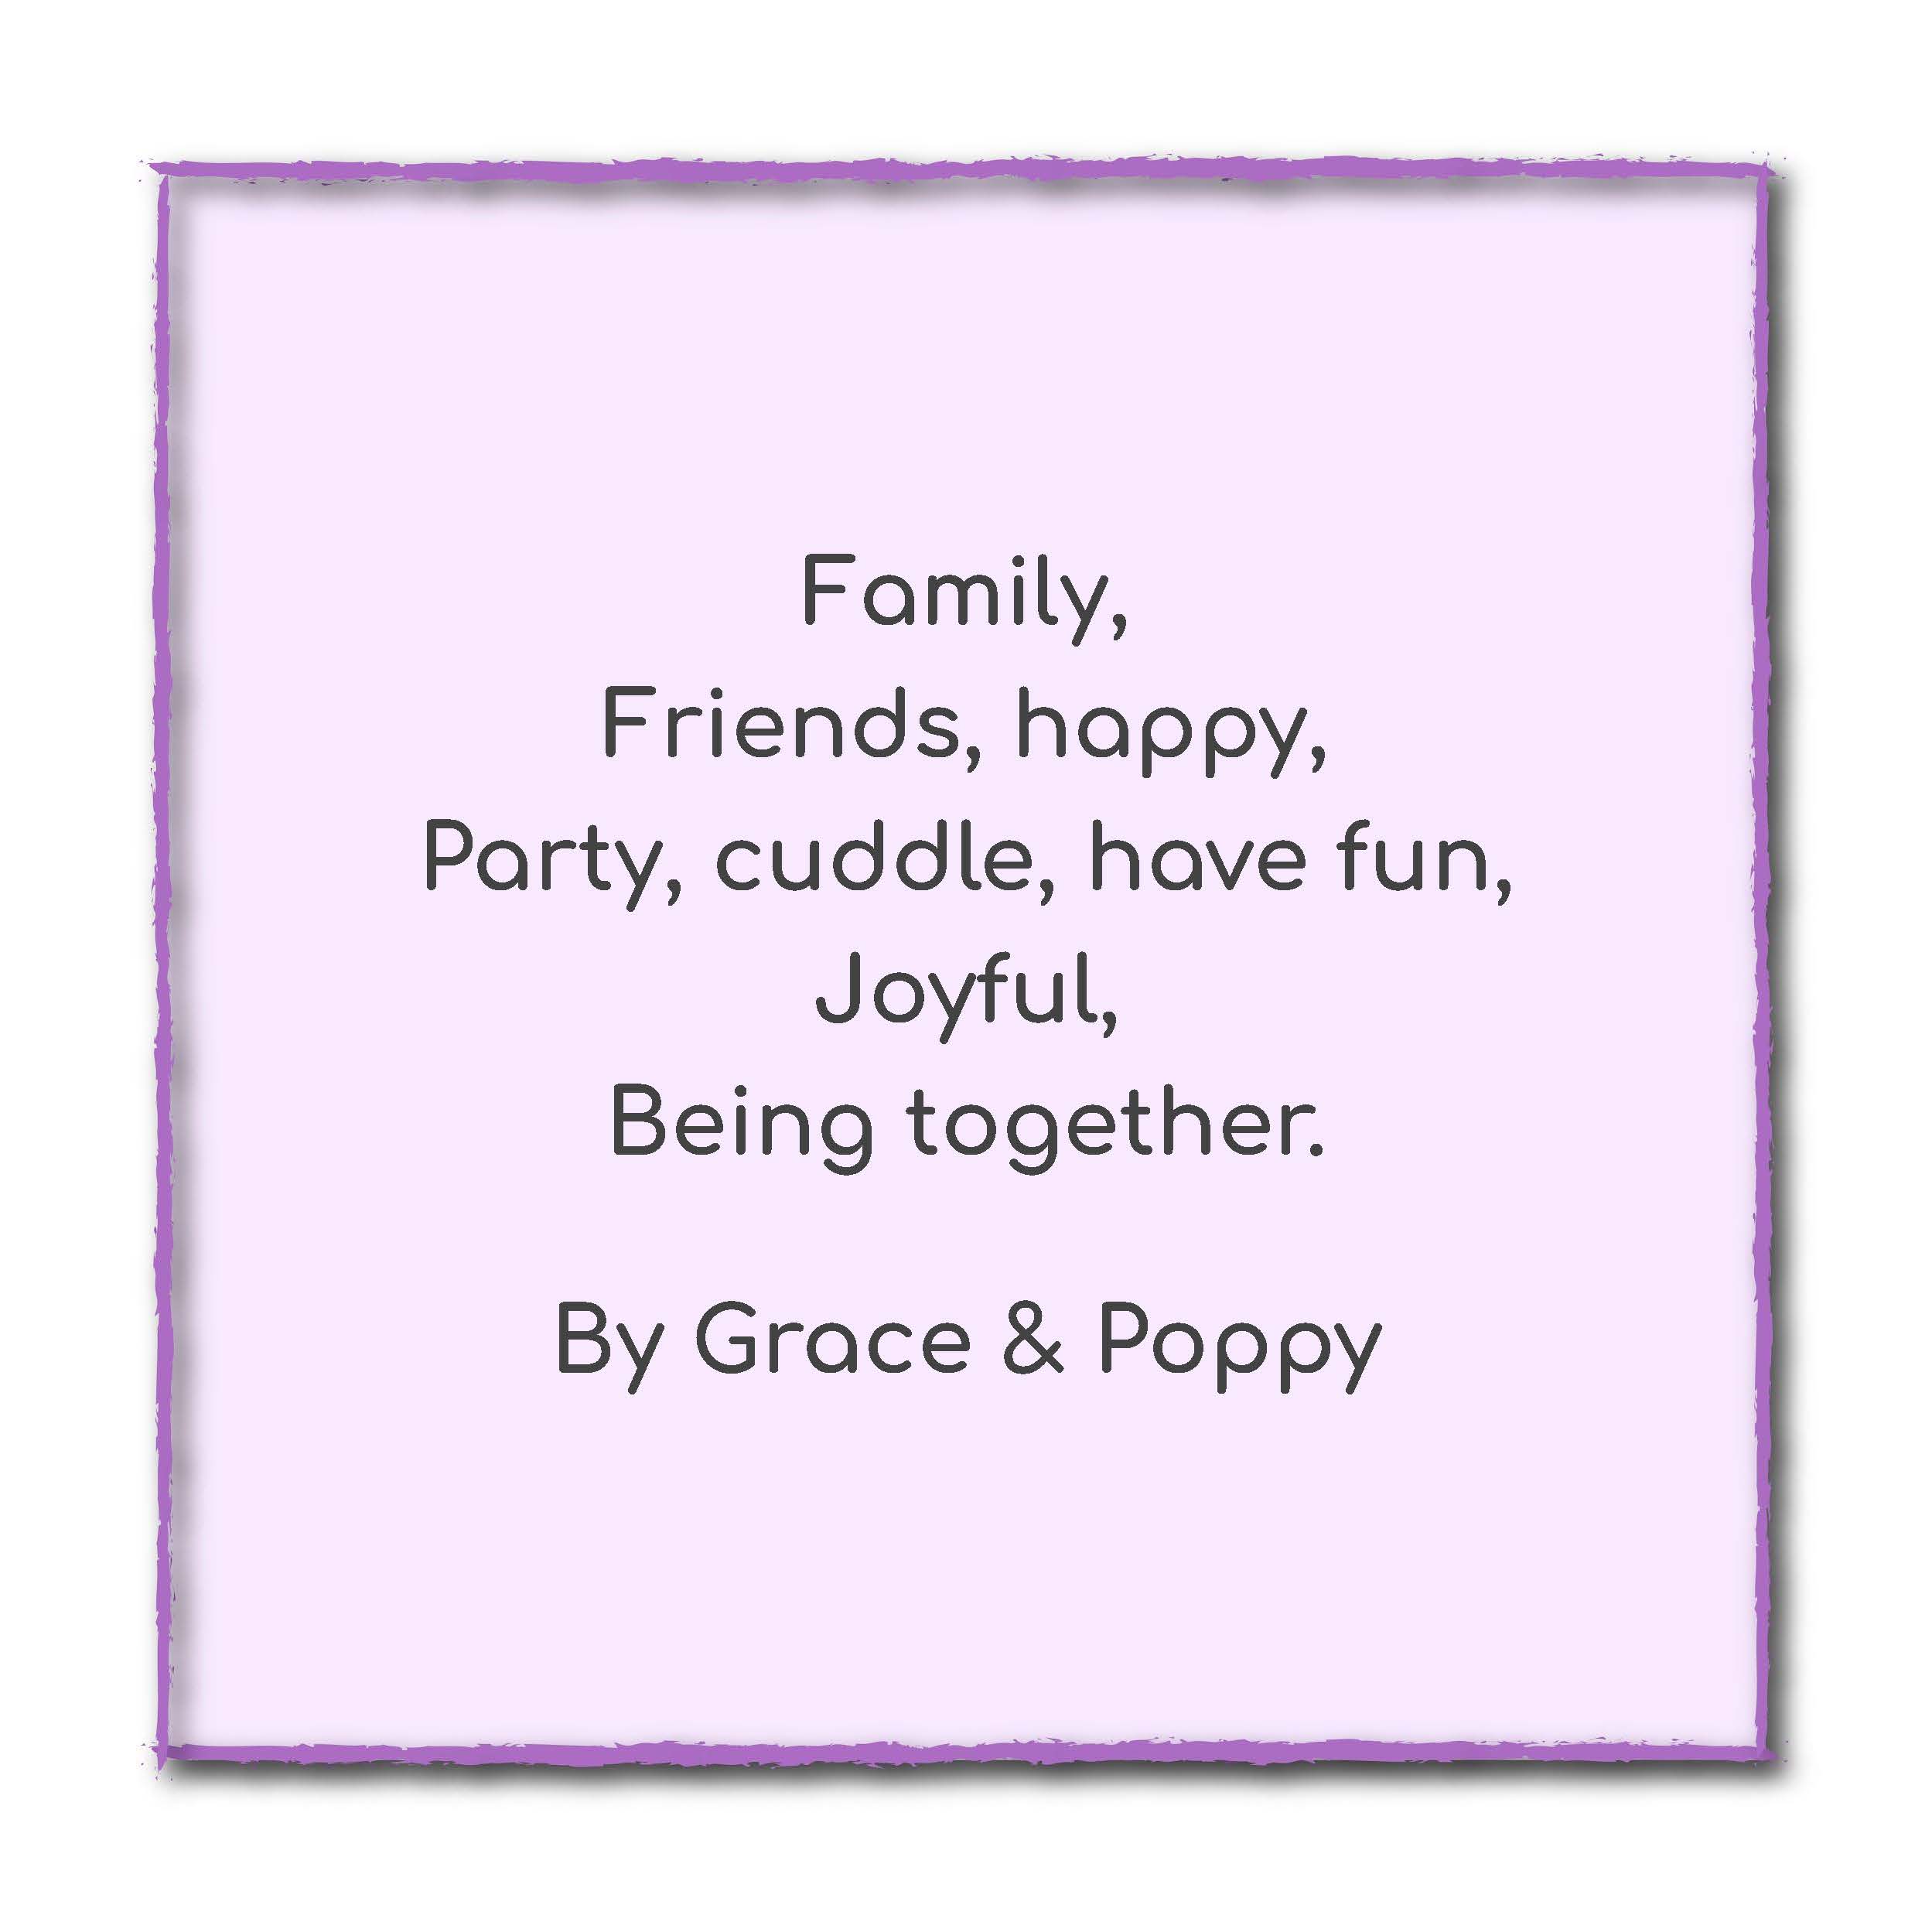 Family,
Friends, happy,
Party, cuddle, have fun,
Joyful,
Being together.
By Grace & Poppy